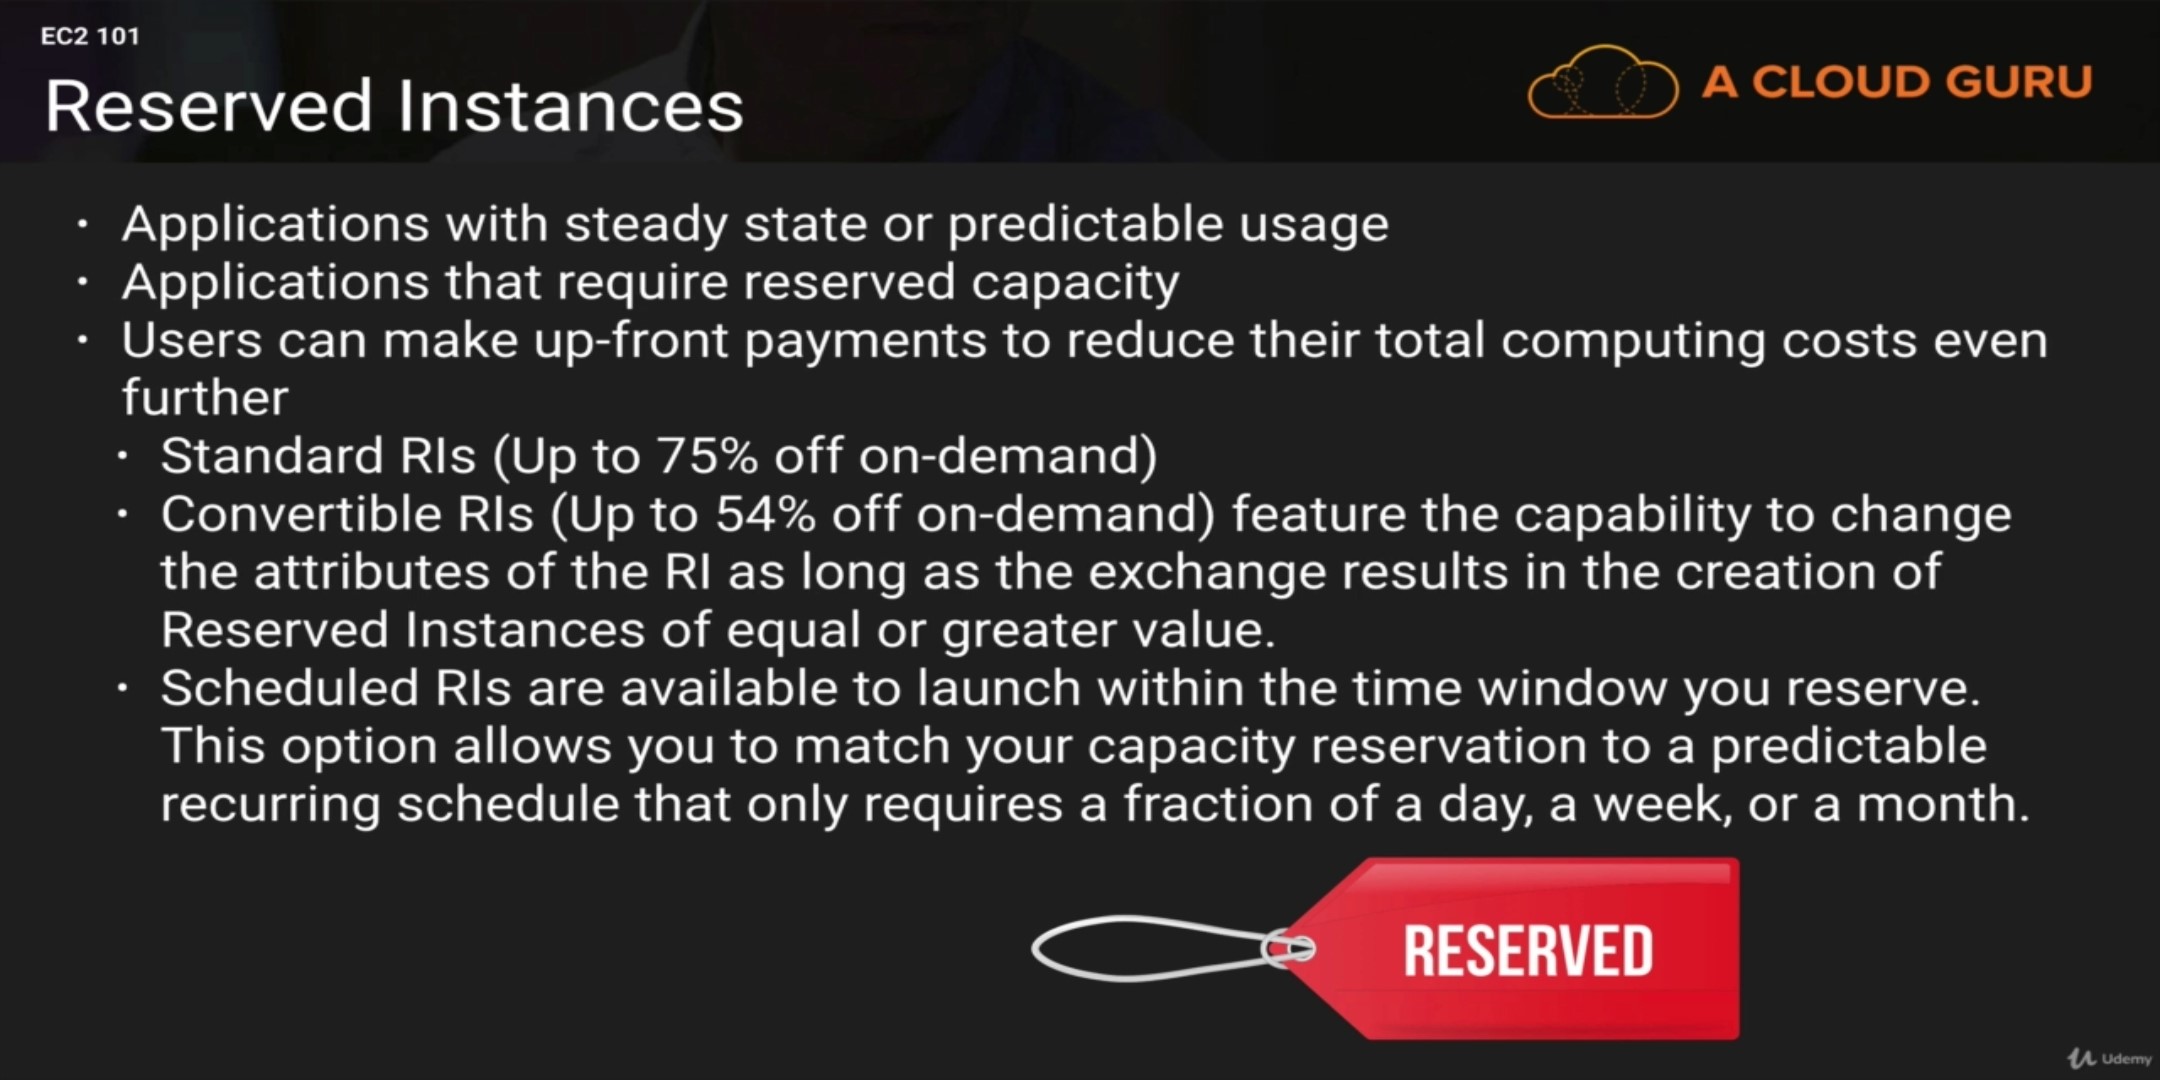 EC2 101
Reserved Instances
A CLOUD GURU
· Applications with steady state or predictable usage
· Applications that require reserved capacity
· Users can make up-front payments to reduce their total computing costs even
further
· Standard RIs (Up to 75% off on-demand)
· Convertible RIs (Up to 54% off on-demand) feature the capability to change
the attributes of the RI as long as the exchange results in the creation of
Reserved Instances of equal or greater value.
· Scheduled RIs are available to launch within the time window you reserve.
This option allows you to match your capacity reservation to a predictable
recurring schedule that only requires a fraction of a day, a week, or a month.
RESERVED
Udemy